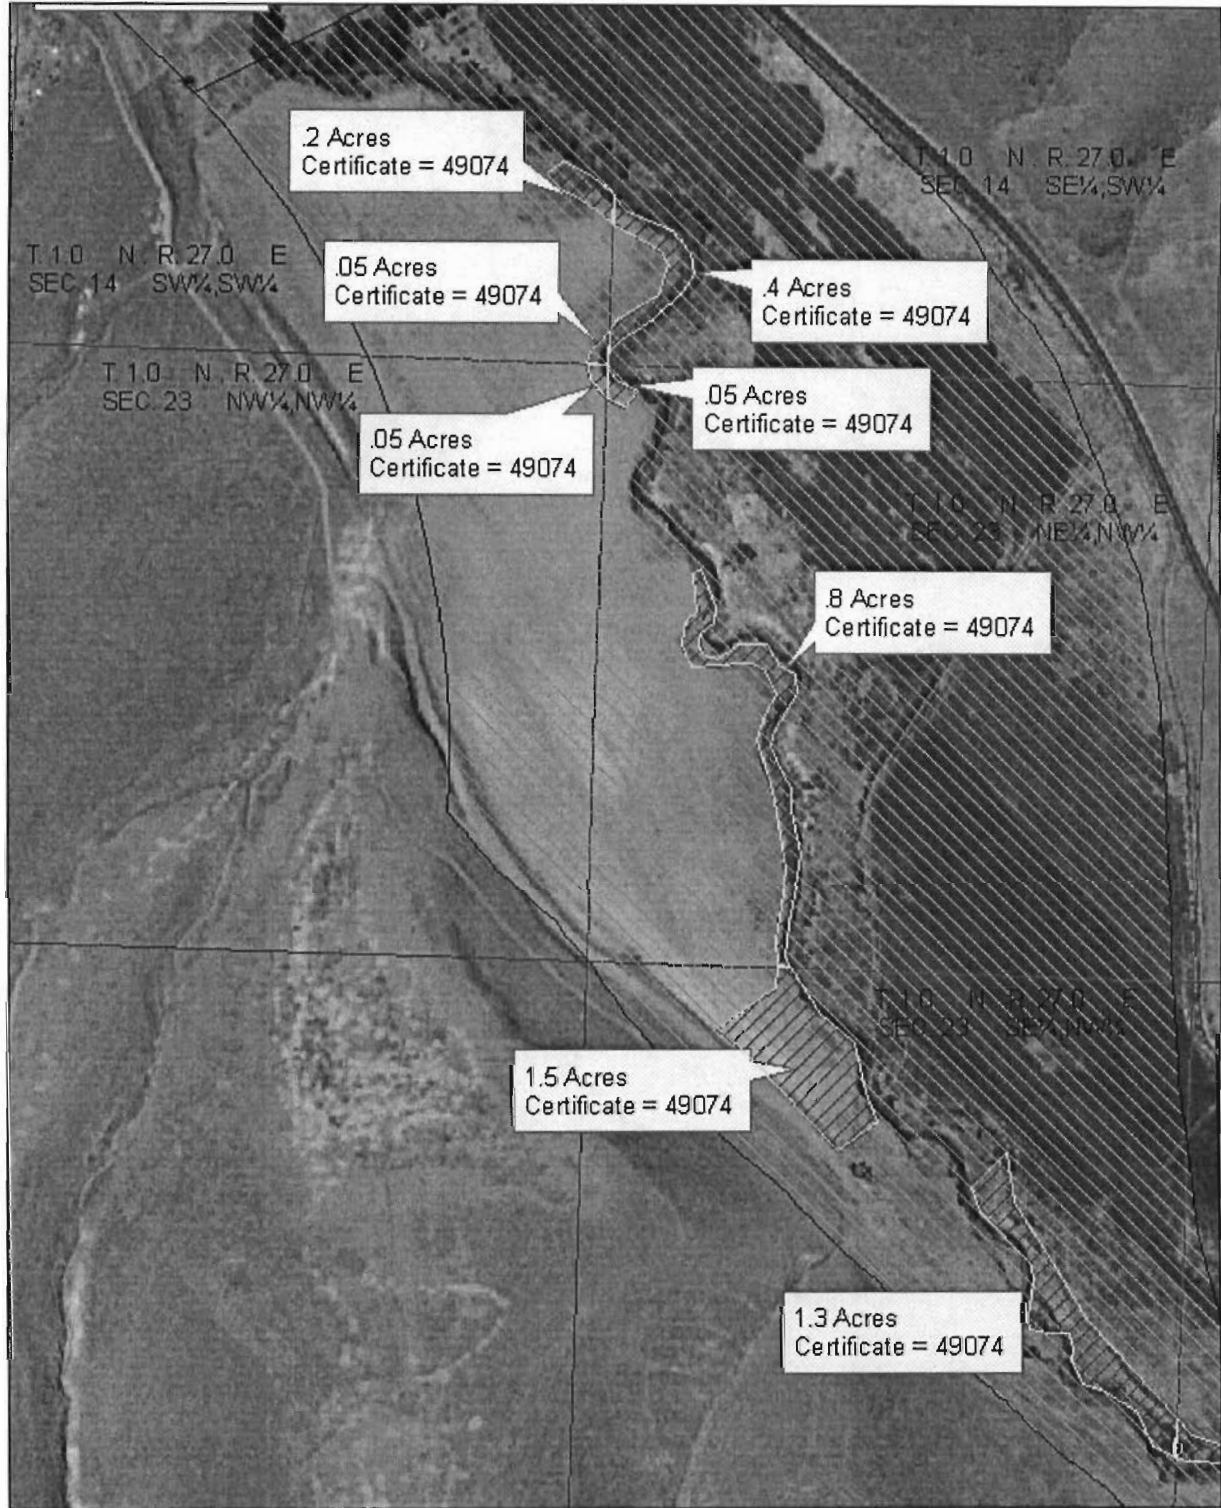 .2 Acres
Certificate = 49074
T. 1.0 N R. 27.0 E
SEC. 14 SE¼,SW¼
T. 1.0 N R. 27.0 E
SEC. 14 SW¼,SW¼
.05 Acres
Certificate = 49074
.4 Acres
Certificate = 49074
T. 1.0 N R. 27.0 E
SEC. 23 NW¼,NW¼
.05 Acres
Certificate = 49074
.05 Acres
Certificate = 49074
T. 1.0 N R. 27.0 E
SEC. 23 NE¼,NW¼
.8 Acres
Certificate = 49074
T. 1.0 N R. 27.0 E
SEC. 23 SE¼,NW¼
1.5 Acres
Certificate = 49074
1.3 Acres
Certificate = 49074